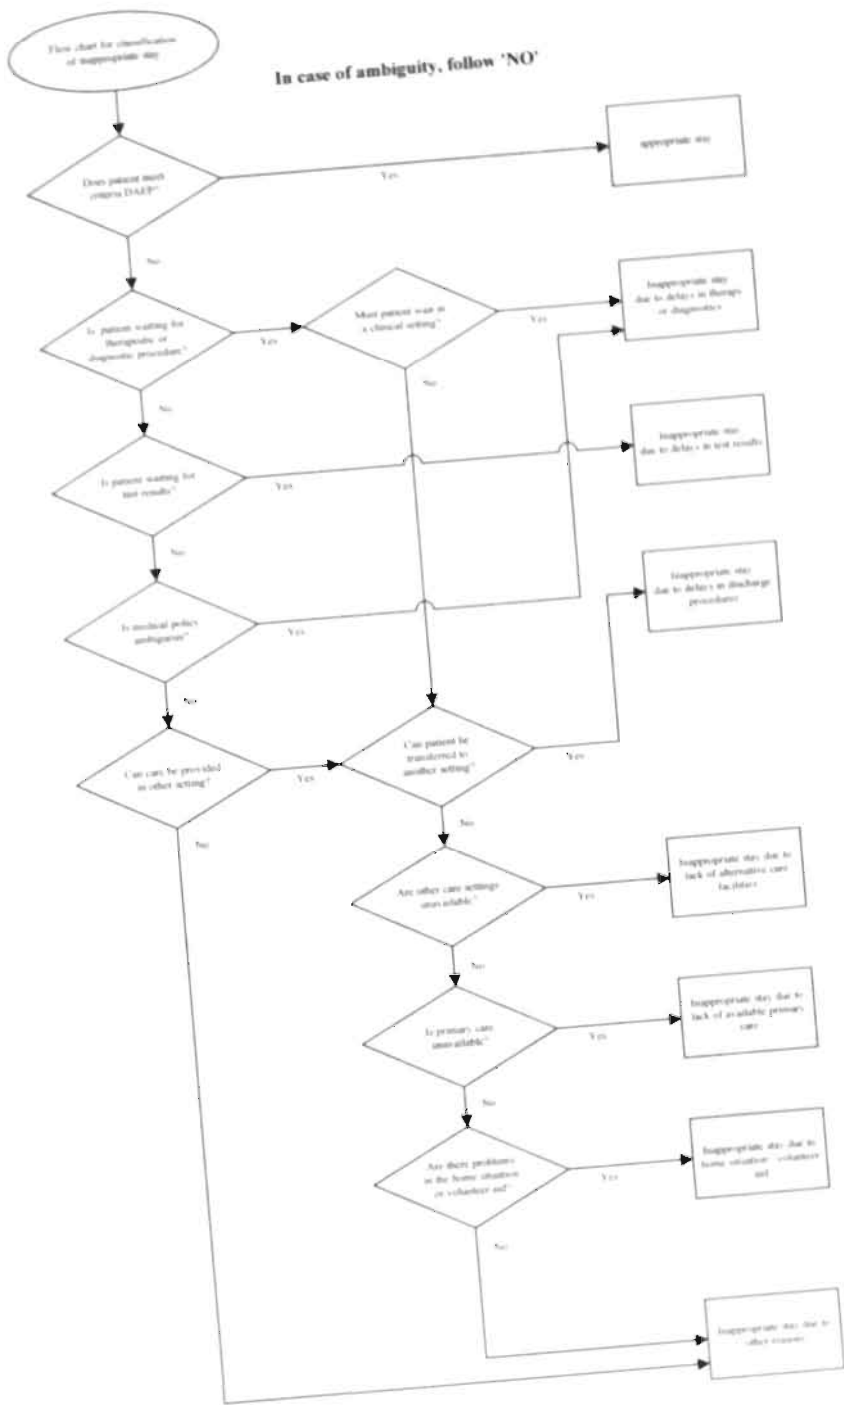 Flow chart for classification
of inappropriate stay
In case of ambiguity, follow 'NO'
appropriate stay
Does patient meet
criteria DAEP?
Yes
No
Is patient waiting for
therapeutic or
diagnostic procedure?
Yes
Must patient wait in
a clinical setting?
Yes
Inappropriate stay
due to delays in therapy
or diagnostics
No
No
Is patient waiting for
test results?
Yes
Inappropriate stay
due to delays in test results
No
Is medical policy
ambiguous?
Yes
Inappropriate stay
due to delays in discharge
procedures
No
Can care be provided
in other setting?
Yes
Can patient be
transferred to
another setting?
Yes
No
No
Are other care settings
unavailable?
Yes
Inappropriate stay due to
lack of alternative care
facilities
No
Is primary care
unavailable?
Yes
Inappropriate stay due to
lack of available primary
care
No
Are there problems
in the home situation
or volunteer aid?
Yes
Inappropriate stay due to
home situation volunteer
aid
No
Inappropriate stay due to
other reasons